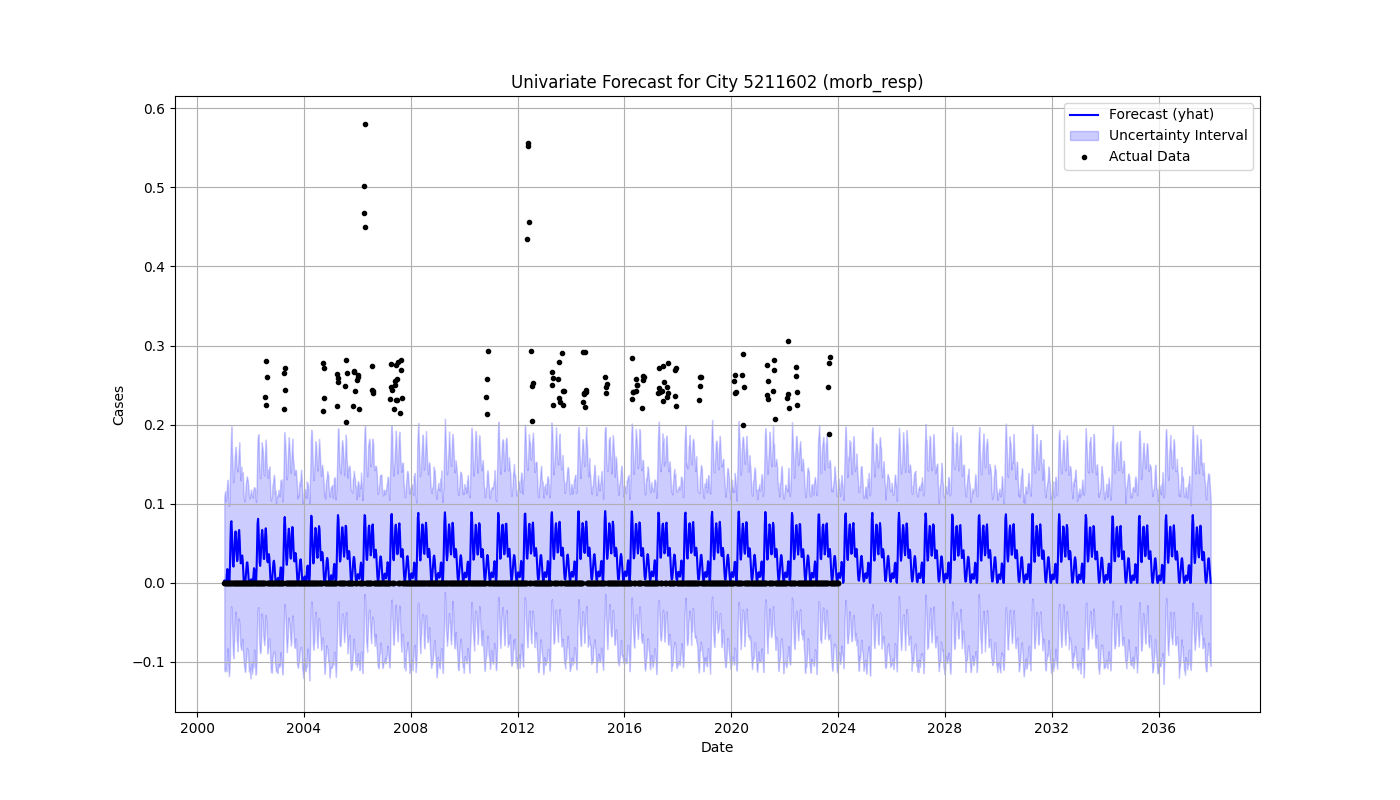 Univariate Forecast for City 5211602 (morb_resp)
Forecast (yhat)
Uncertainty Interval
Actual Data
Cases
0.6
0.5
0.4
0.3
0.2
0.1
0.0
−0.1
2000 2004 2008 2012 2016 2020 2024 2028 2032 2036
Date